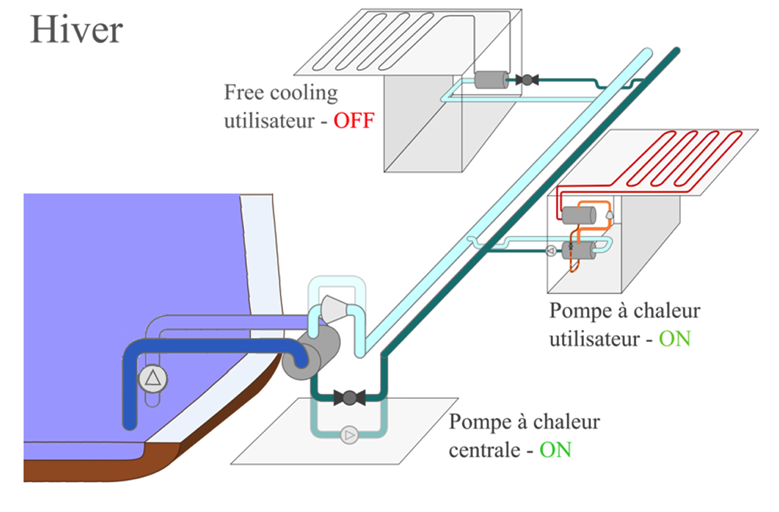 Hiver
Free cooling
utilisateur - OFF
Pompe à chaleur
utilisateur - ON
Pompe à chaleur
centrale - ON